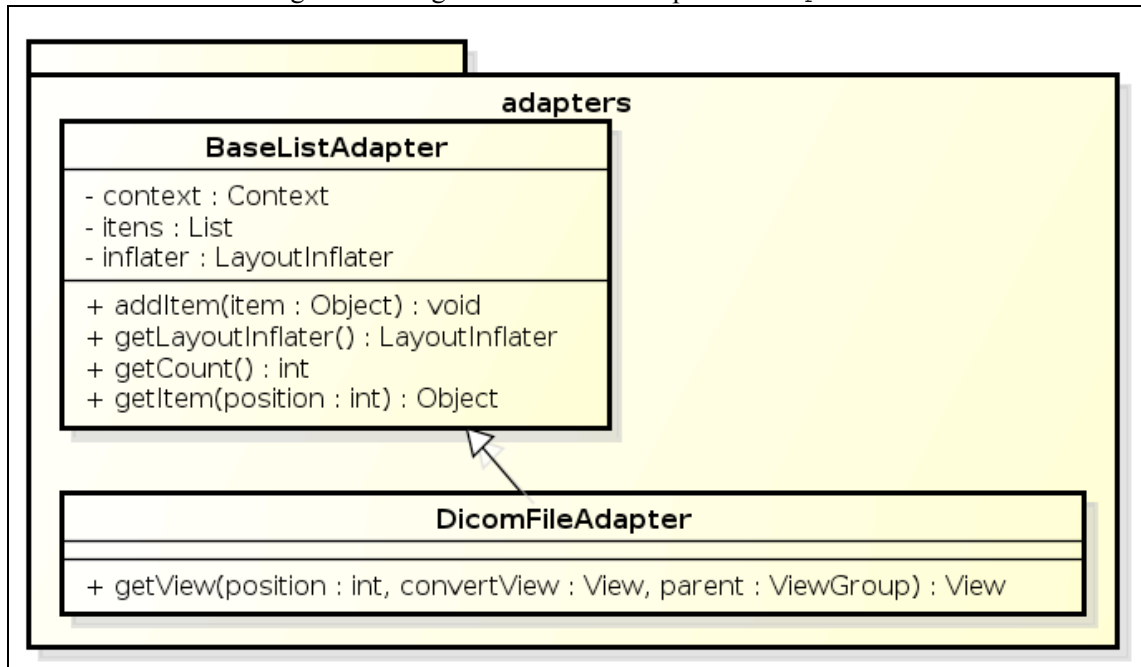 adapters
BaseListAdapter
- context : Context
- itens : List
- inflater : LayoutInflater
+ addItem(item : Object) : void
+ getLayoutInflater() : LayoutInflater
+ getCount() : int
+ getItem(position : int) : Object
DicomFileAdapter
+ getView(position : int, convertView : View, parent : ViewGroup) : View